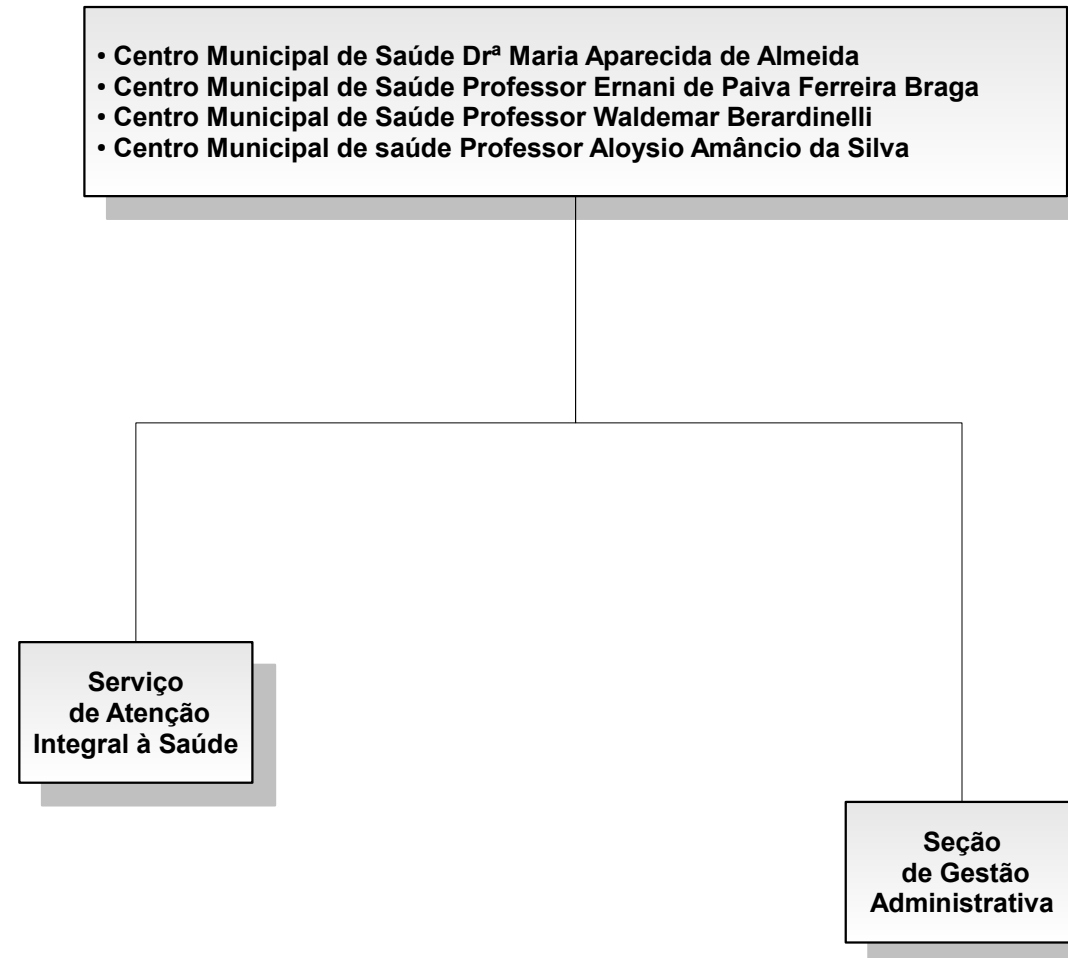 • Centro Municipal de Saúde Drª Maria Aparecida de Almeida
• Centro Municipal de Saúde Professor Ernani de Paiva Ferreira Braga
• Centro Municipal de Saúde Professor Waldemar Berardinelli
• Centro Municipal de saúde Professor Aloysio Amâncio da Silva
Serviço
de Atenção
Integral à Saúde
Seção
de Gestão
Administrativa